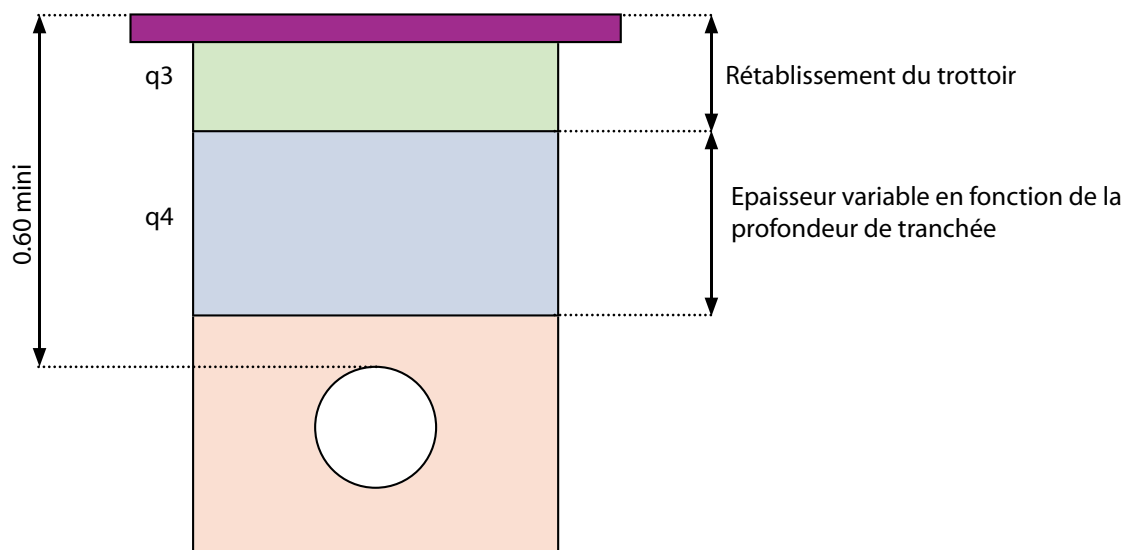 q3
Rétablissement du trottoir
0.60 mini
q4
Epaisseur variable en fonction de la
profondeur de tranchée